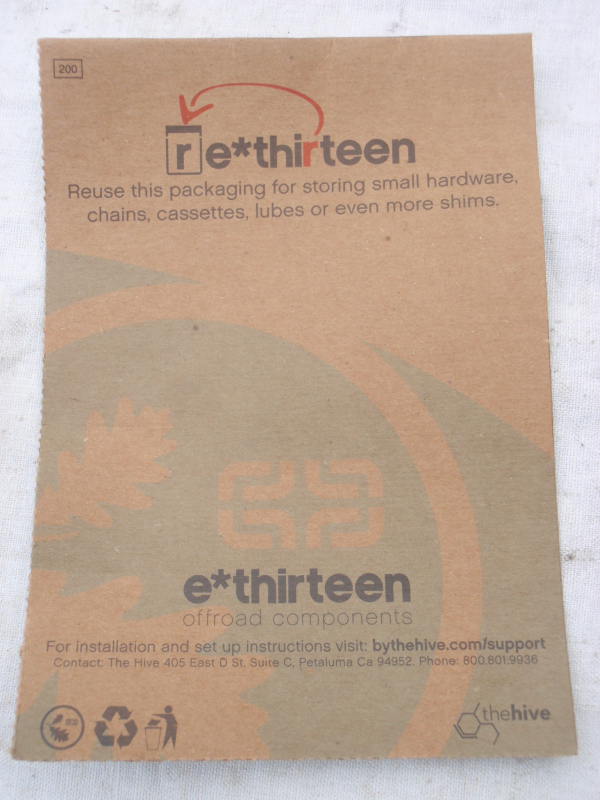 200
re*thirteen
Reuse this packaging for storing small hardware,
chains, cassettes, lubes or even more shims.
e*thirteen
offroad components
For installation and set up instructions visit: bythehive.com/support
Contact: The Hive 405 East D St. Suite C, Petaluma Ca 94952. Phone: 800.801.9936
thehive